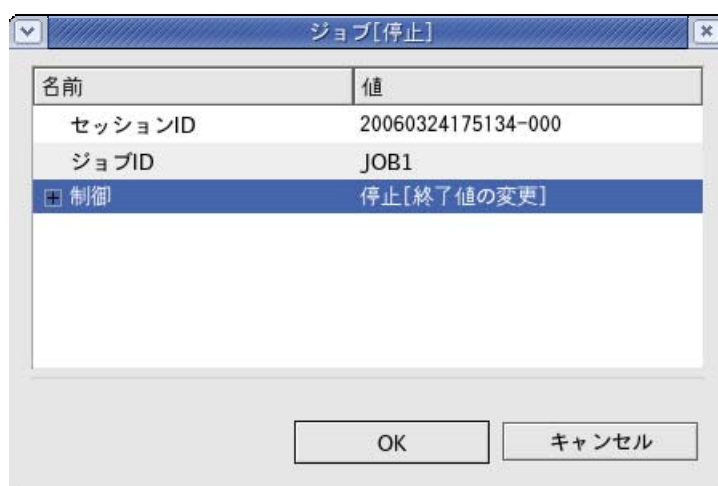 ジョブ[停止]
名前 値
セッションID 20060324175134-000
ジョブID JOB1
制御 停止[終了値の変更]
OK キャンセル